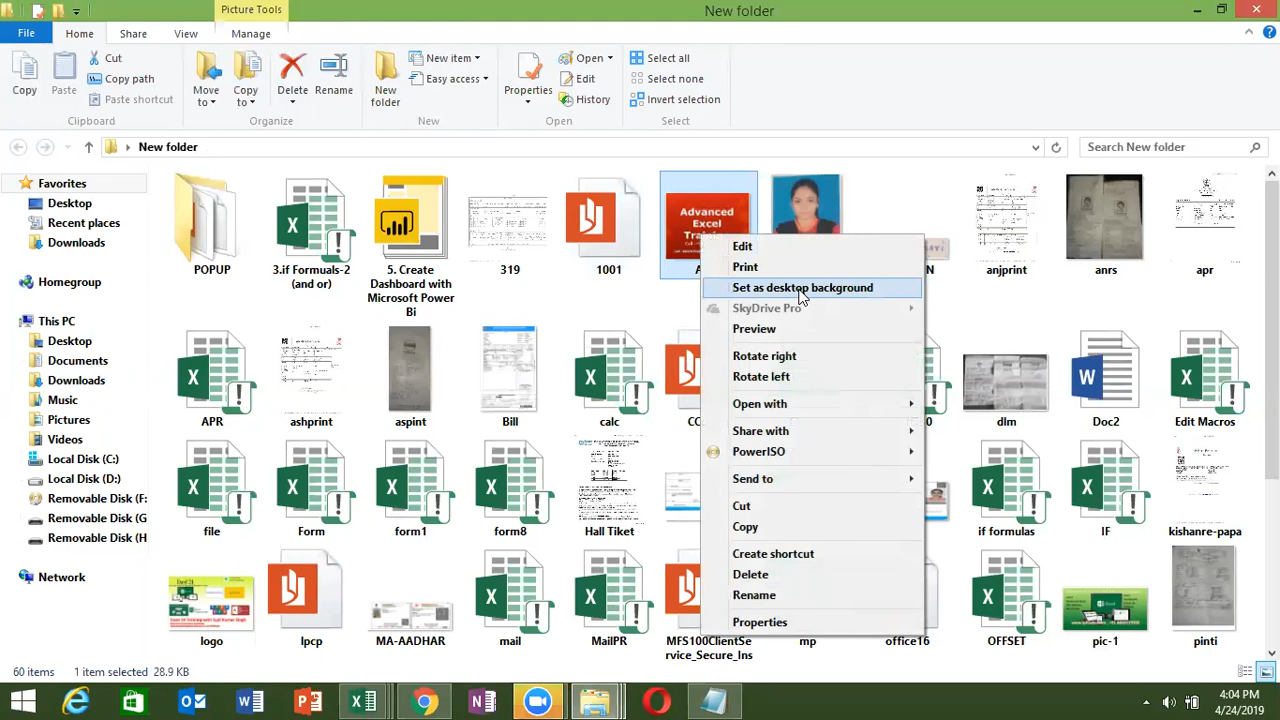 Picture Tools
New folder
File
Home
Share
View
Manage
Copy
Paste
Cut
Copy path
Paste shortcut
Clipboard
Move to
Copy to
Delete
Rename
Organize
New folder
New item
Easy access
New
Properties
Open
Edit
History
Open
Select all
Select none
Invert selection
Select
New folder
Search New folder
Favorites
Desktop
Recent places
Downloads
Homegroup
This PC
Desktop
Documents
Downloads
Music
Pictures
Videos
Local Disk (C:)
Local Disk (D:)
Removable Disk (F:
Removable Disk (G
Removable Disk (H
Network
POPUP
3.if Formuals-2
(and or)
5. Create
Dashboard with
Microsoft Power
Bi
319
1001
Advanced
Excel
anjprint
anrs
apr
APR
ashprint
aspint
Bill
calc
dlm
Doc2
Edit Macros
file
Form
form1
form8
Hall Tiket
if formulas
IF
kishanre-papa
logo
lpcp
MA-AADHAR
mail
MailPR
MFS100ClientSe
rvice_Secure_Ins
mp
office16
OFFSET
pic-1
pinti
Edit
Print
Set as desktop background
SkyDrive Pro
Preview
Rotate right
Rotate left
Open with
Share with
PowerISO
Send to
Cut
Copy
Create shortcut
Delete
Rename
Properties
60 items
1 item selected 28.9 KB
4:04 PM
4/24/2019